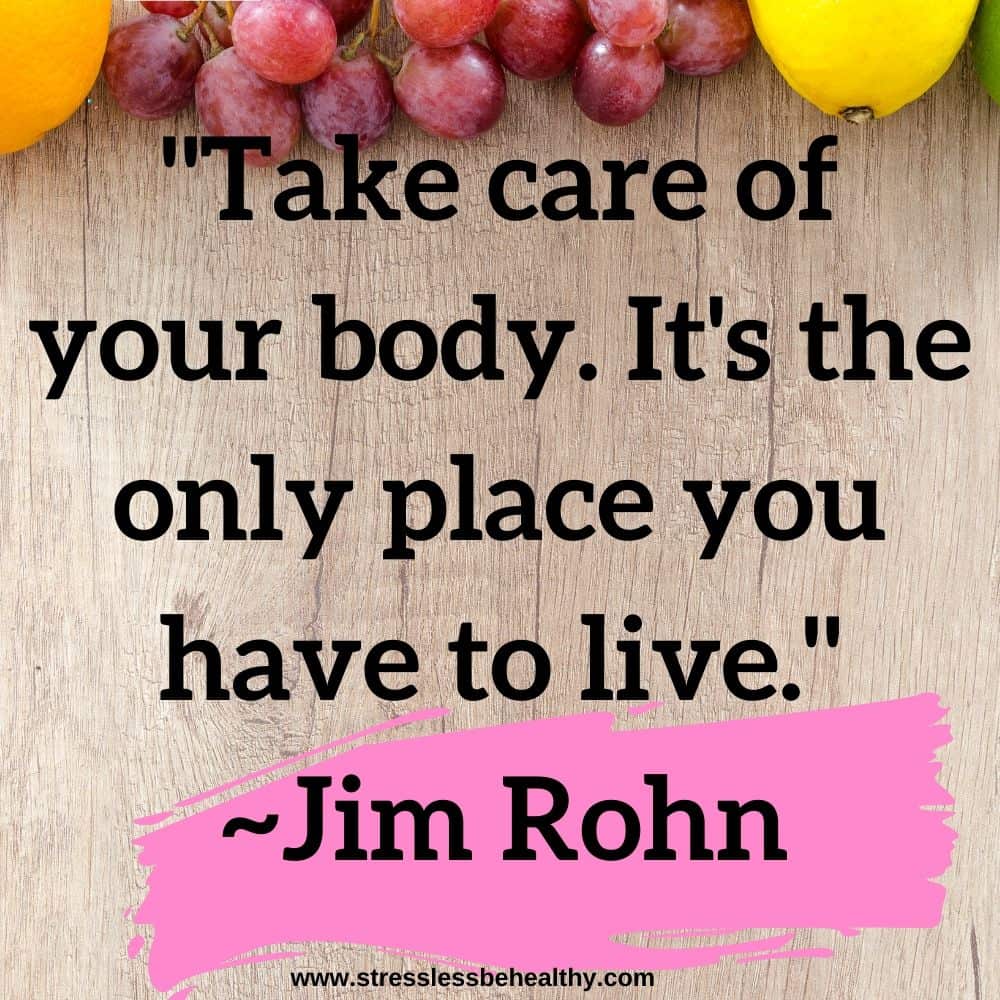 "Take care of
your body. It's the
only place you
have to live."
~Jim Rohn
www.stresslessbehealthy.com